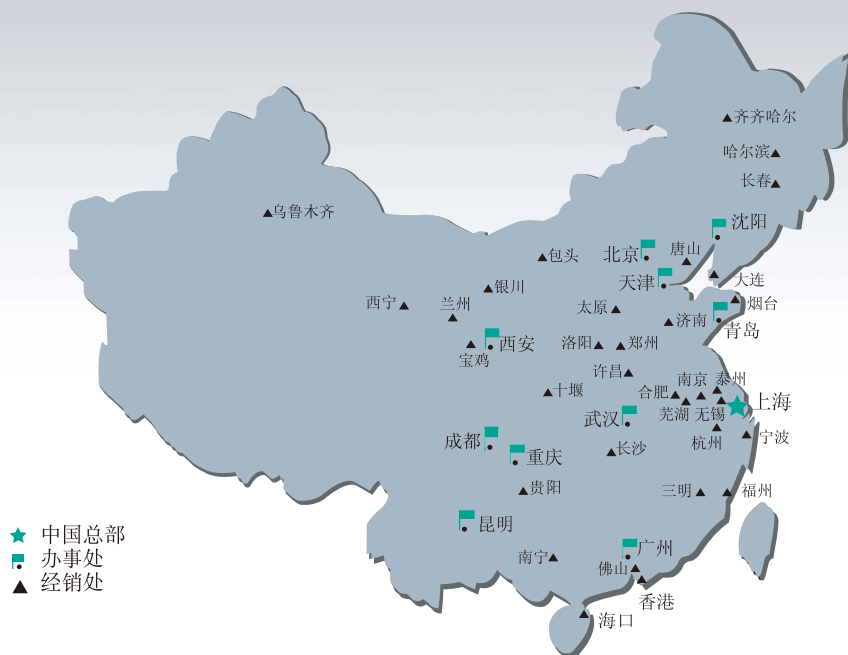 齐齐哈尔
哈尔滨
长春
乌鲁木齐
沈阳
北京
唐山
包头
天津
大连
银川
西宁
兰州
太原
烟台
济南
青岛
西安
宝鸡
洛阳
郑州
许昌
南京
泰州
十堰
合肥
上海
芜湖
无锡
武汉
成都
杭州
宁波
长沙
重庆
贵阳
三明
福州
昆明
中国总部
广州
办事处
南宁
佛山
经销处
香港
海口